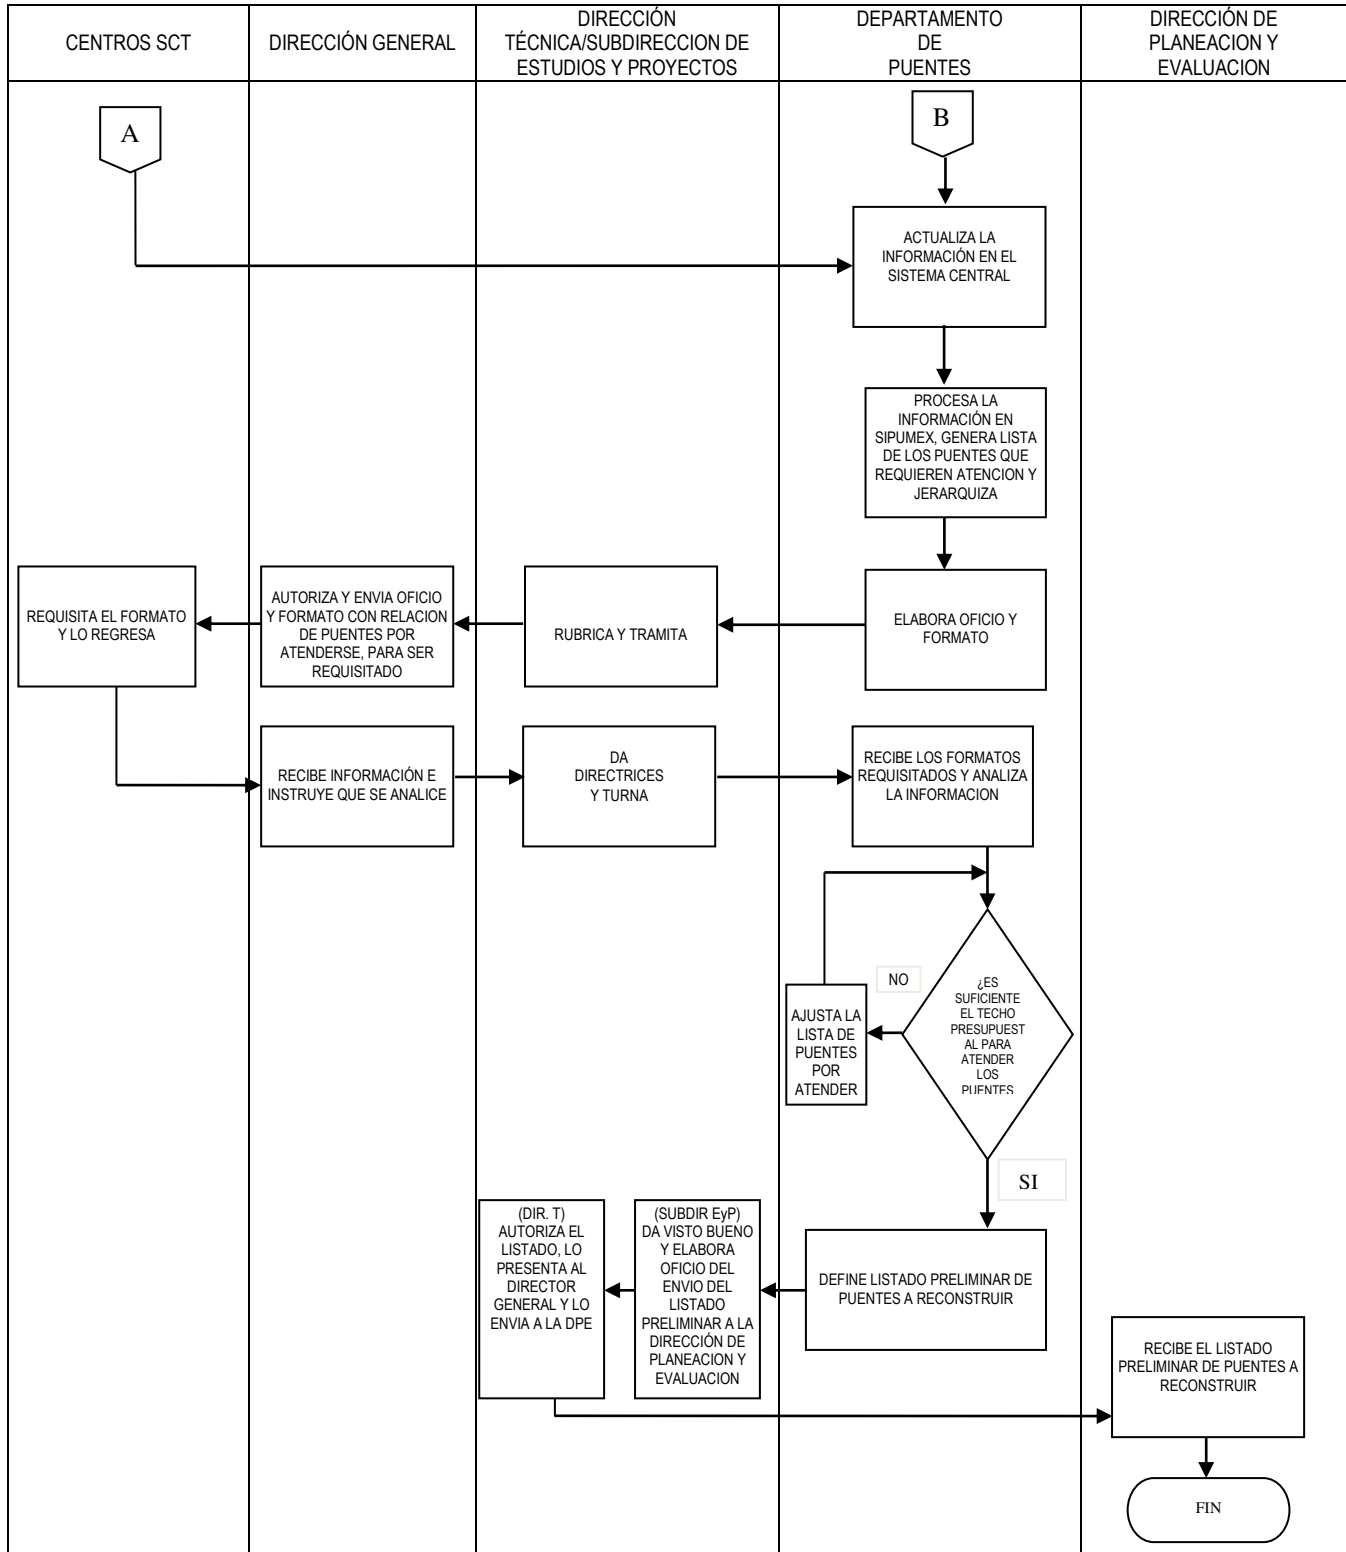 CENTROS SCT
DIRECCIÓN GENERAL
DIRECCIÓN
TÉCNICA/SUBDIRECCION DE
ESTUDIOS Y PROYECTOS
DEPARTAMENTO
DE
PUENTES
DIRECCIÓN DE
PLANEACION Y
EVALUACION
A
B
ACTUALIZA LA
INFORMACIÓN EN EL
SISTEMA CENTRAL
PROCESA LA
INFORMACIÓN EN
SIPUMEX, GENERA LISTA
DE LOS PUENTES QUE
REQUIEREN ATENCION Y
JERARQUIZA
REQUISITA EL FORMATO
Y LO REGRESA
AUTORIZA Y ENVIA OFICIO
Y FORMATO CON RELACION
DE PUENTES POR
ATENDERSE, PARA SER
REQUISITADO
RUBRICA Y TRAMITA
ELABORA OFICIO Y
FORMATO
RECIBE INFORMACIÓN E
INSTRUYE QUE SE ANALICE
DA
DIRECTRICES
Y TURNA
RECIBE LOS FORMATOS
REQUISITADOS Y ANALIZA
LA INFORMACION
NO
¿ES
SUFICIENTE
EL TECHO
PRESUPUEST
AL PARA
ATENDER
LOS
PUENTES
AJUSTA LA
LISTA DE
PUENTES
POR
ATENDER
SI
(DIR. T)
AUTORIZA EL
LISTADO, LO
PRESENTA AL
DIRECTOR
GENERAL Y LO
ENVIA A LA DPE
(SUBDIR EyP)
DA VISTO BUENO
Y ELABORA
OFICIO DEL
ENVIO DEL
LISTADO
PRELIMINAR A LA
DIRECCIÓN DE
PLANEACION Y
EVALUACION
DEFINE LISTADO PRELIMINAR DE
PUENTES A RECONSTRUIR
RECIBE EL LISTADO
PRELIMINAR DE PUENTES A
RECONSTRUIR
FIN